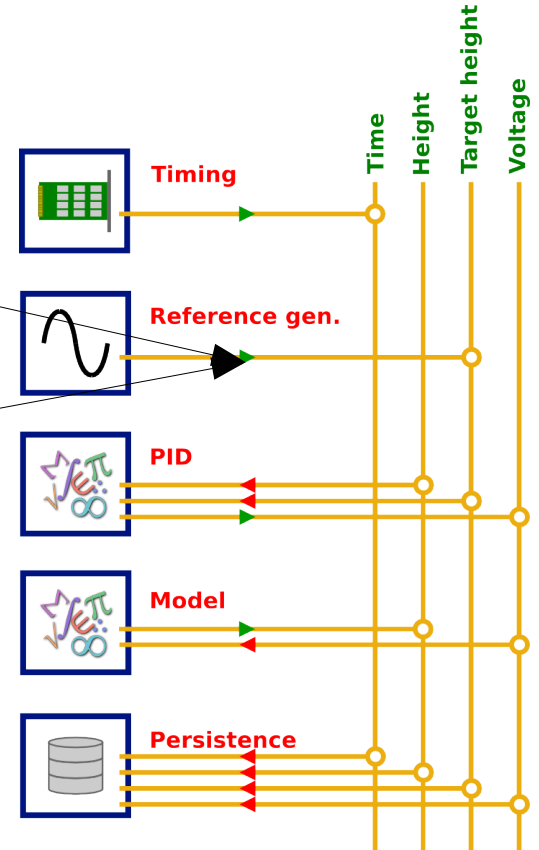 Time
Height
Target height
Voltage
Timing
Reference gen.
PID
Model
Persistence